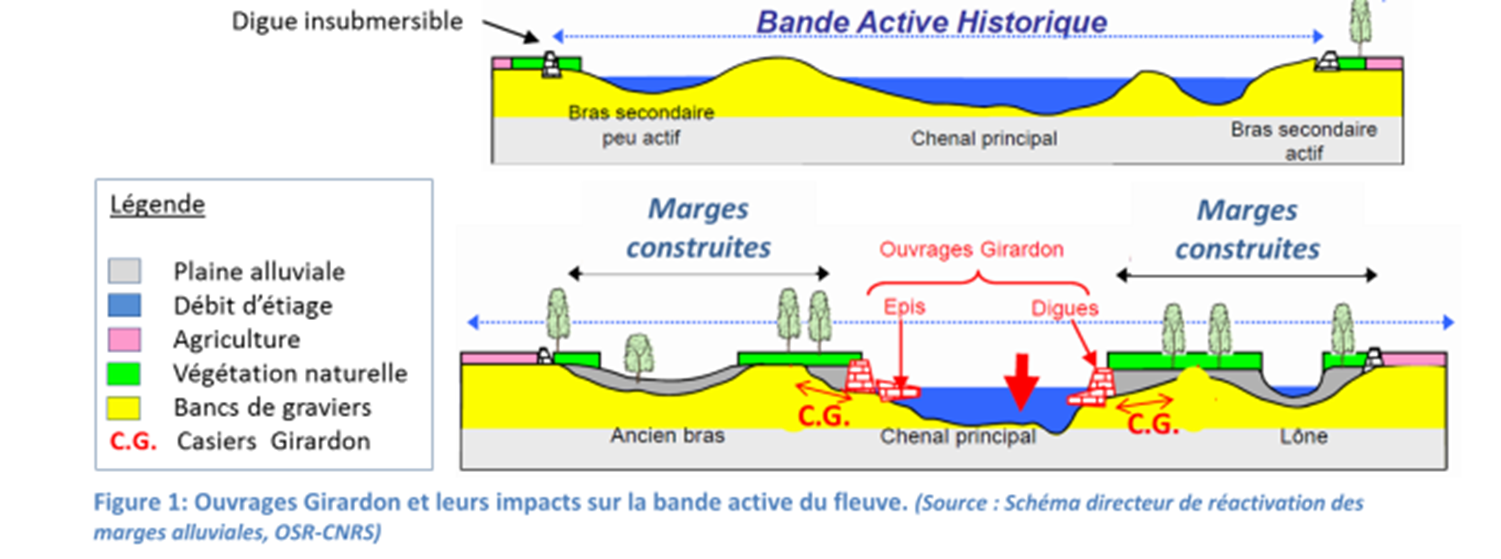 Digue insubmersible
Bande Active Historique
Bras secondaire
peu actif
Chenal principal
Bras secondaire
actif
Légende
Plaine alluviale
Débit d'étiage
Agriculture
Végétation naturelle
Bancs de graviers
C.G. Casiers Girardon
Marges
construites
Ouvrages Girardon
Epis
Digues
Marges
construites
C.G.
C.G.
Ancien bras
Chenal principal
Lône
Figure 1: Ouvrages Girardon et leurs impacts sur la bande active du fleuve. (Source : Schéma directeur de réactivation des
marges alluviales, OSR-CNRS)